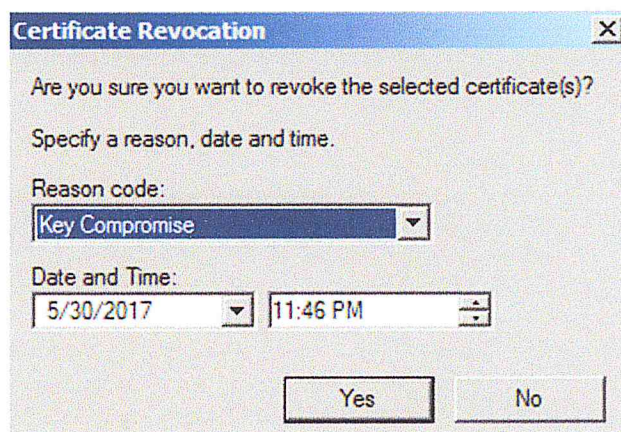 Certificate Revocation
Are you sure you want to revoke the selected certificate(s)?
Specify a reason, date and time.
Reason code:
Key Compromise
Date and Time:
5/30/2017 11:46 PM
Yes No